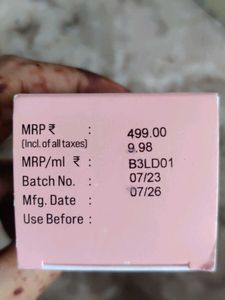 MRP ₹ : 499.00
(Incl. of all taxes)
MRP/ml ₹ : 9.98
Batch No. : B3LD01
Mfg. Date : 07/23
Use Before : 07/26